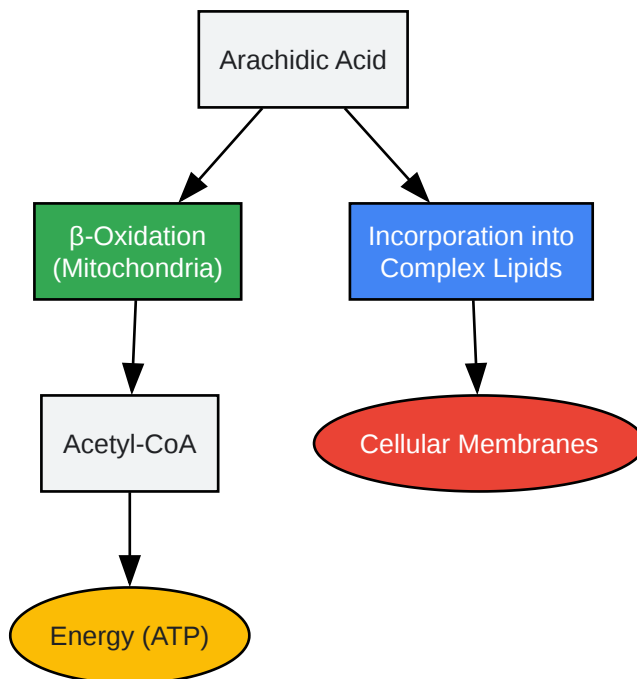 Arachidic Acid
β-Oxidation
(Mitochondria)
Incorporation into
Complex Lipids
Acetyl-CoA
Cellular Membranes
Energy (ATP)